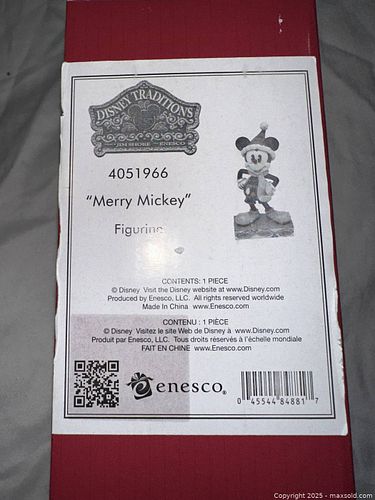 DISNEY TRADITIONS
JIM SHORE ENESCO
4051966
"Merry Mickey"
Figurine
CONTENTS: 1 PIECE
© Disney Visit the Disney website at www.Disney.com
Produced by Enesco, LLC. All rights reserved worldwide
Made In China www.Enesco.com
CONTENU : 1 PIÈCE
© Disney Visitez le site Web de Disney à www.Disney.com
Produit par Enesco, LLC. Tous droits réservés à l'échelle mondiale
FAIT EN CHINE www.Enesco.com
enesco.®
0 45544 84881 7
Copyright 2025 - maxsold.com